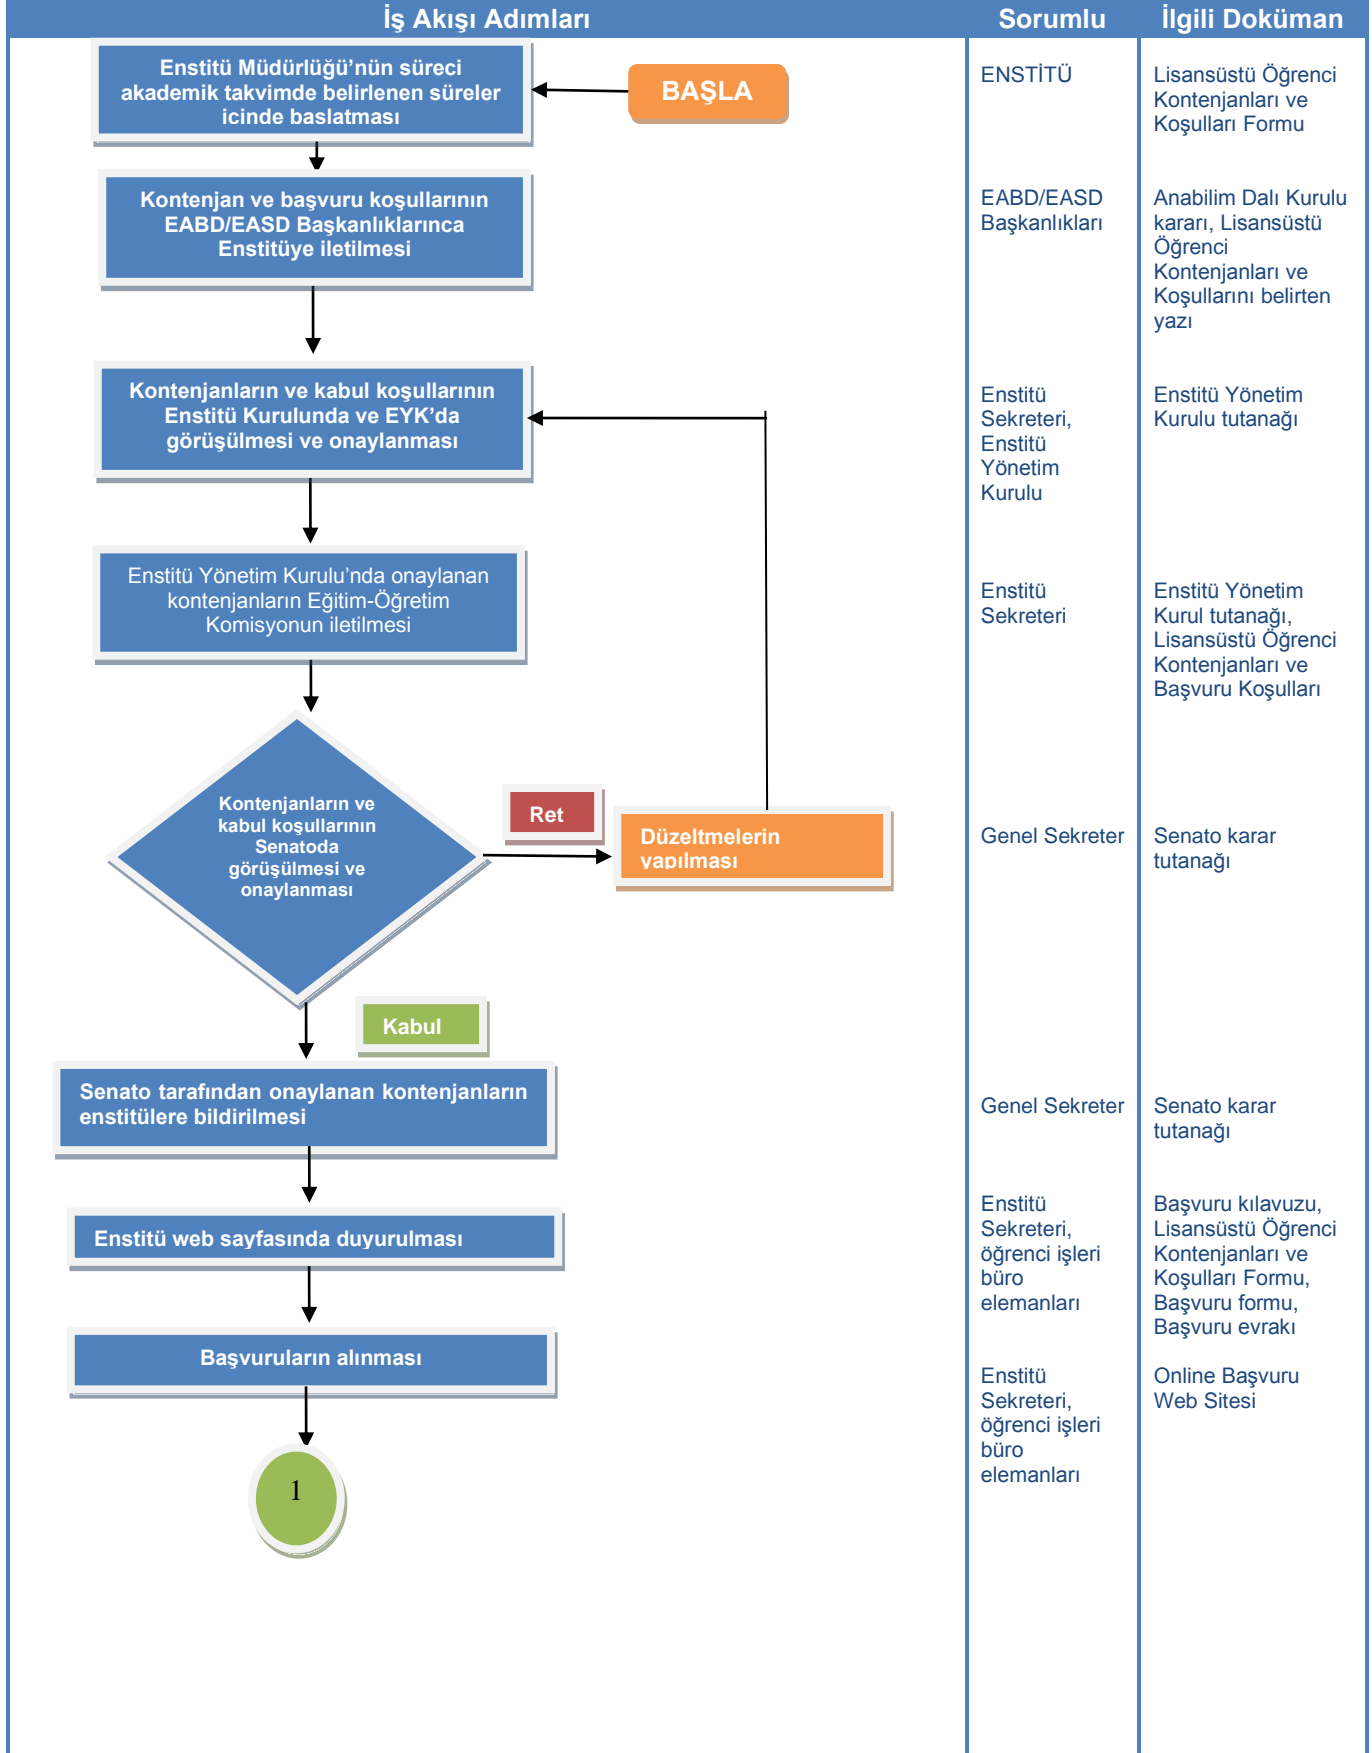 İş Akışı Adımları
Sorumlu
İlgili Doküman
Enstitü Müdürlüğü’nün süreci
akademik takvimde belirlenen süreler
icinde baslatması
BAŞLA
ENSTİTÜ
Lisansüstü Öğrenci
Kontenjanları ve
Koşulları Formu
Kontenjan ve başvuru koşullarının
EABD/EASD Başkanlıklarınca
Enstitüye iletilmesi
EABD/EASD
Başkanlıkları
Anabilim Dalı Kurulu
kararı, Lisansüstü
Öğrenci
Kontenjanları ve
Koşullarını belirten
yazı
Kontenjanların ve kabul koşullarının
Enstitü Kurulunda ve EYK’da
görüşülmesi ve onaylanması
Enstitü
Sekreteri,
Enstitü
Yönetim
Kurulu
Enstitü Yönetim
Kurulu tutanağı
Enstitü Yönetim Kurulu’nda onaylanan
kontenjanların Eğitim-Öğretim
Komisyonun iletilmesi
Enstitü
Sekreteri
Enstitü Yönetim
Kurul tutanağı,
Lisansüstü Öğrenci
Kontenjanları ve
Başvuru Koşulları
Kontenjanların ve
kabul koşullarının
Senatoda
görüşülmesi ve
onaylanması
Ret
Düzeltmelerin
yapılması
Genel Sekreter
Senato karar
tutanağı
Kabul
Senato tarafından onaylanan kontenjanların
enstitülere bildirilmesi
Genel Sekreter
Senato karar
tutanağı
Enstitü web sayfasında duyurulması
Enstitü
Sekreteri,
öğrenci işleri
büro
elemanları
Başvuru kılavuzu,
Lisansüstü Öğrenci
Kontenjanları ve
Koşulları Formu,
Başvuru formu,
Başvuru evrakı
Başvuruların alınması
Enstitü
Sekreteri,
öğrenci işleri
büro
elemanları
Online Başvuru
Web Sitesi
1